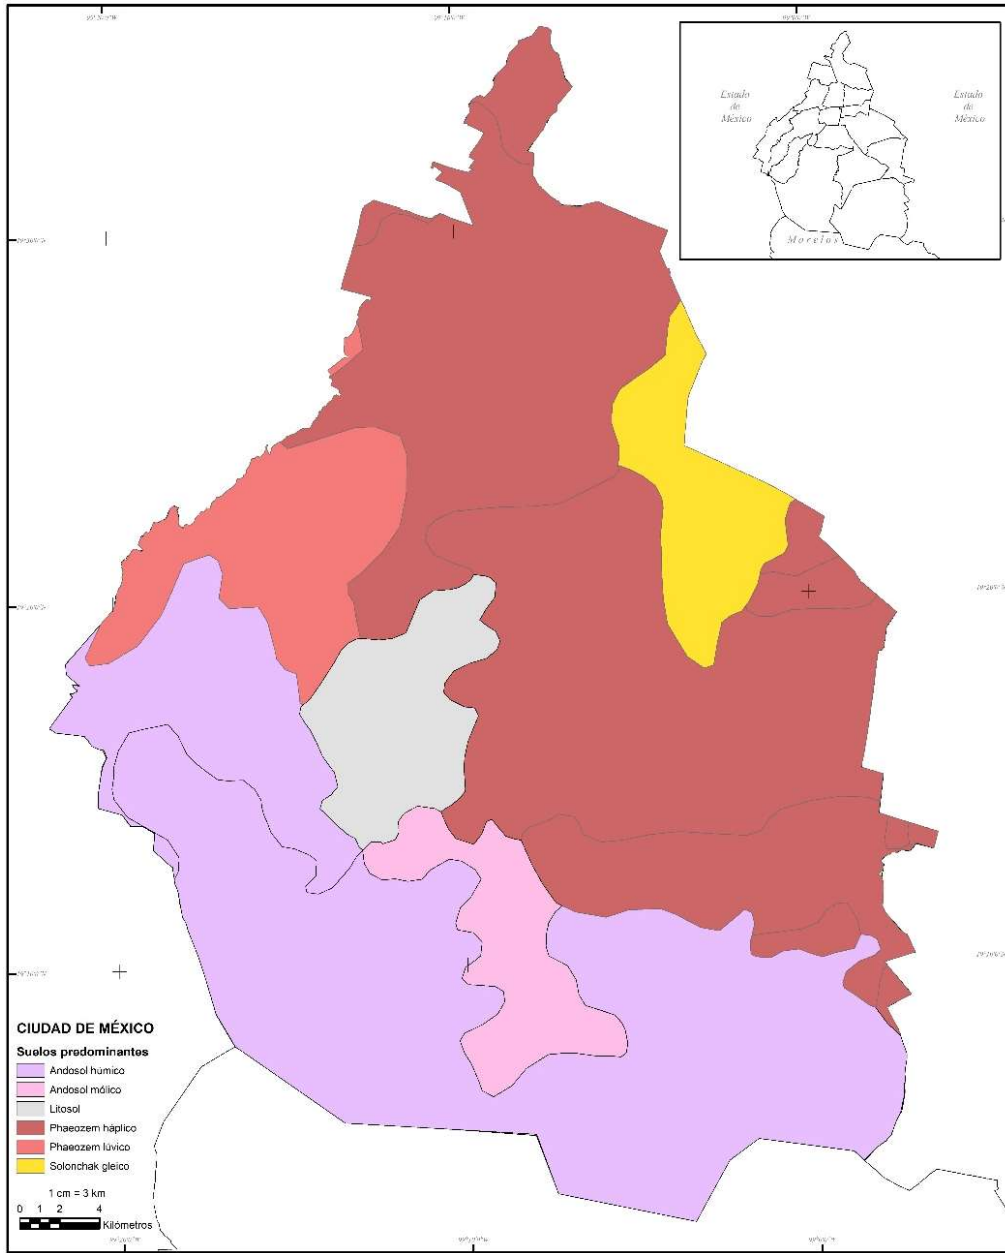 Estado
de
México
Estado
de
México
Morelos
CIUDAD DE MÉXICO
Suelos predominantes
Andosol húmico
Andosol mólico
Litosol
Phaeozem háplico
Phaeozem lúvico
Solonchak gleico
1 cm = 3 km
0 1 2 4
Kilómetros